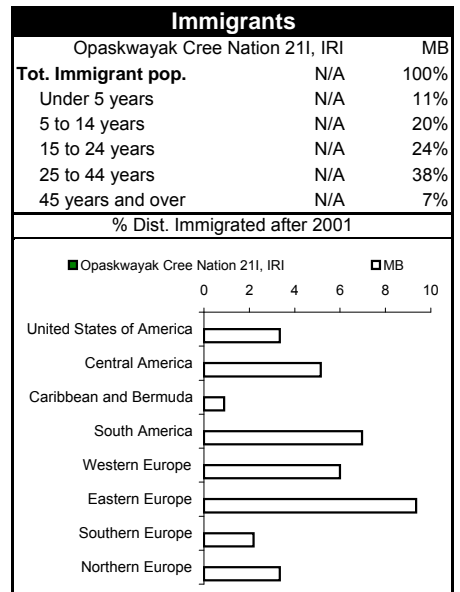 Immigrants
Opaskwayak Cree Nation 21I, IRI MB
Tot. Immigrant pop. N/A 100%
Under 5 years N/A 11%
5 to 14 years N/A 20%
15 to 24 years N/A 24%
25 to 44 years N/A 38%
45 years and over N/A 7%
% Dist. Immigrated after 2001
Opaskwayak Cree Nation 21I, IRI MB
0 2 4 6 8 10
United States of America
Central America
Caribbean and Bermuda
South America
Western Europe
Eastern Europe
Southern Europe
Northern Europe